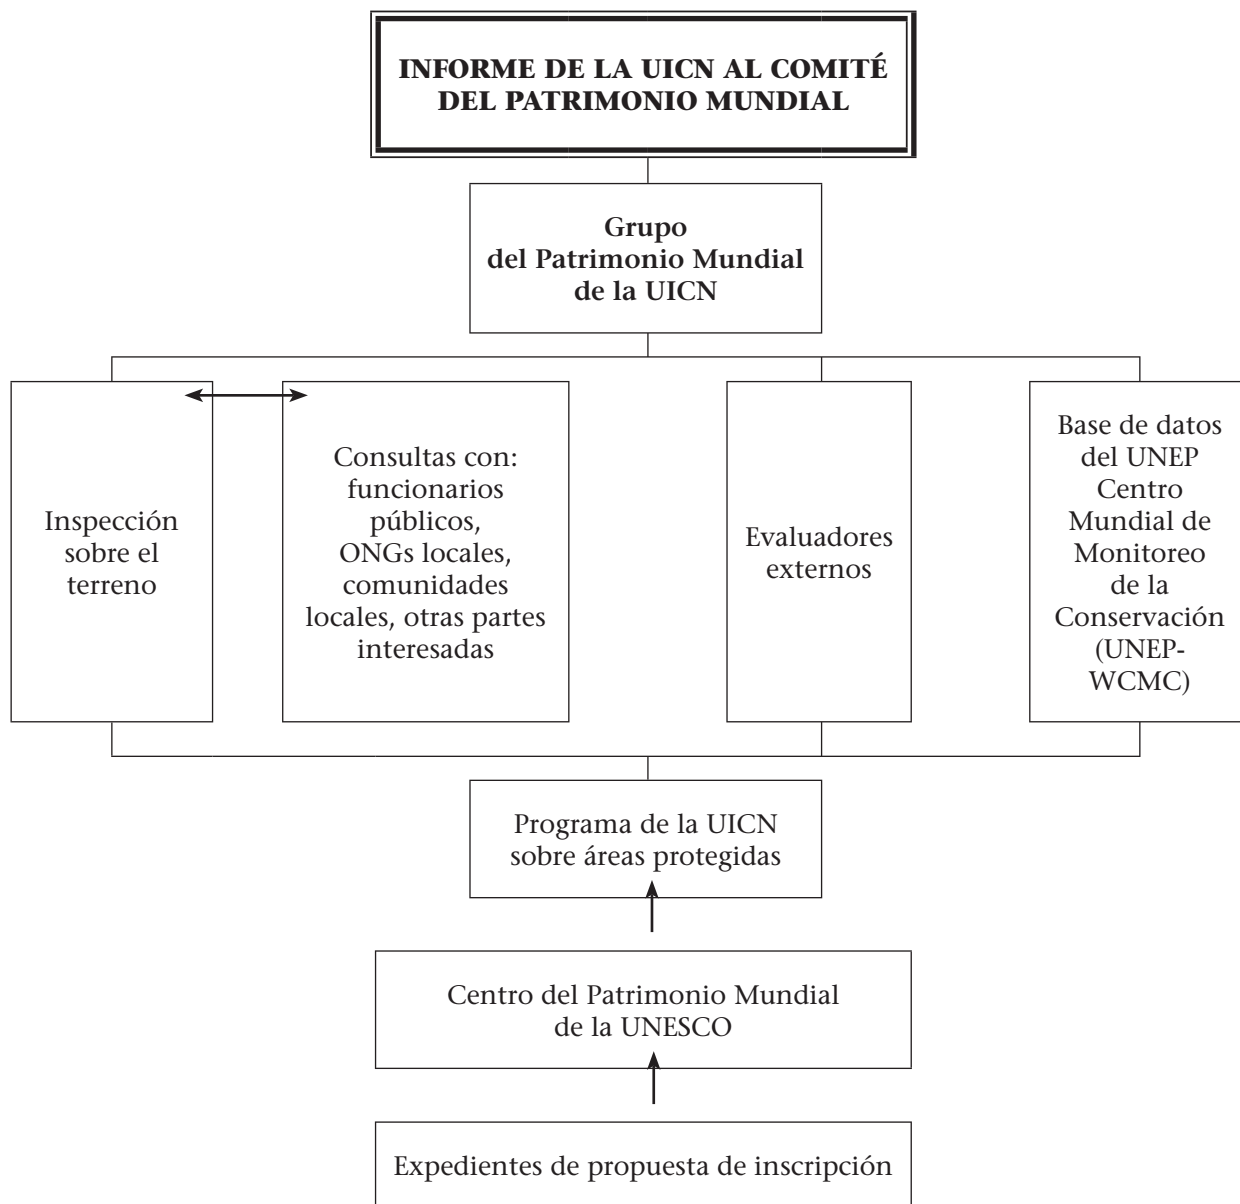 INFORME DE LA UICN AL COMITÉ
DEL PATRIMONIO MUNDIAL
Grupo
del Patrimonio Mundial
de la UICN
Inspección
sobre el
terreno
Consultas con:
funcionarios
públicos,
ONGs locales,
comunidades
locales, otras partes
interesadas
Evaluadores
externos
Base de datos
del UNEP
Centro
Mundial de
Monitoreo
de la
Conservación
(UNEP-
WCMC)
Programa de la UICN
sobre áreas protegidas
Centro del Patrimonio Mundial
de la UNESCO
Expedientes de propuesta de inscripción